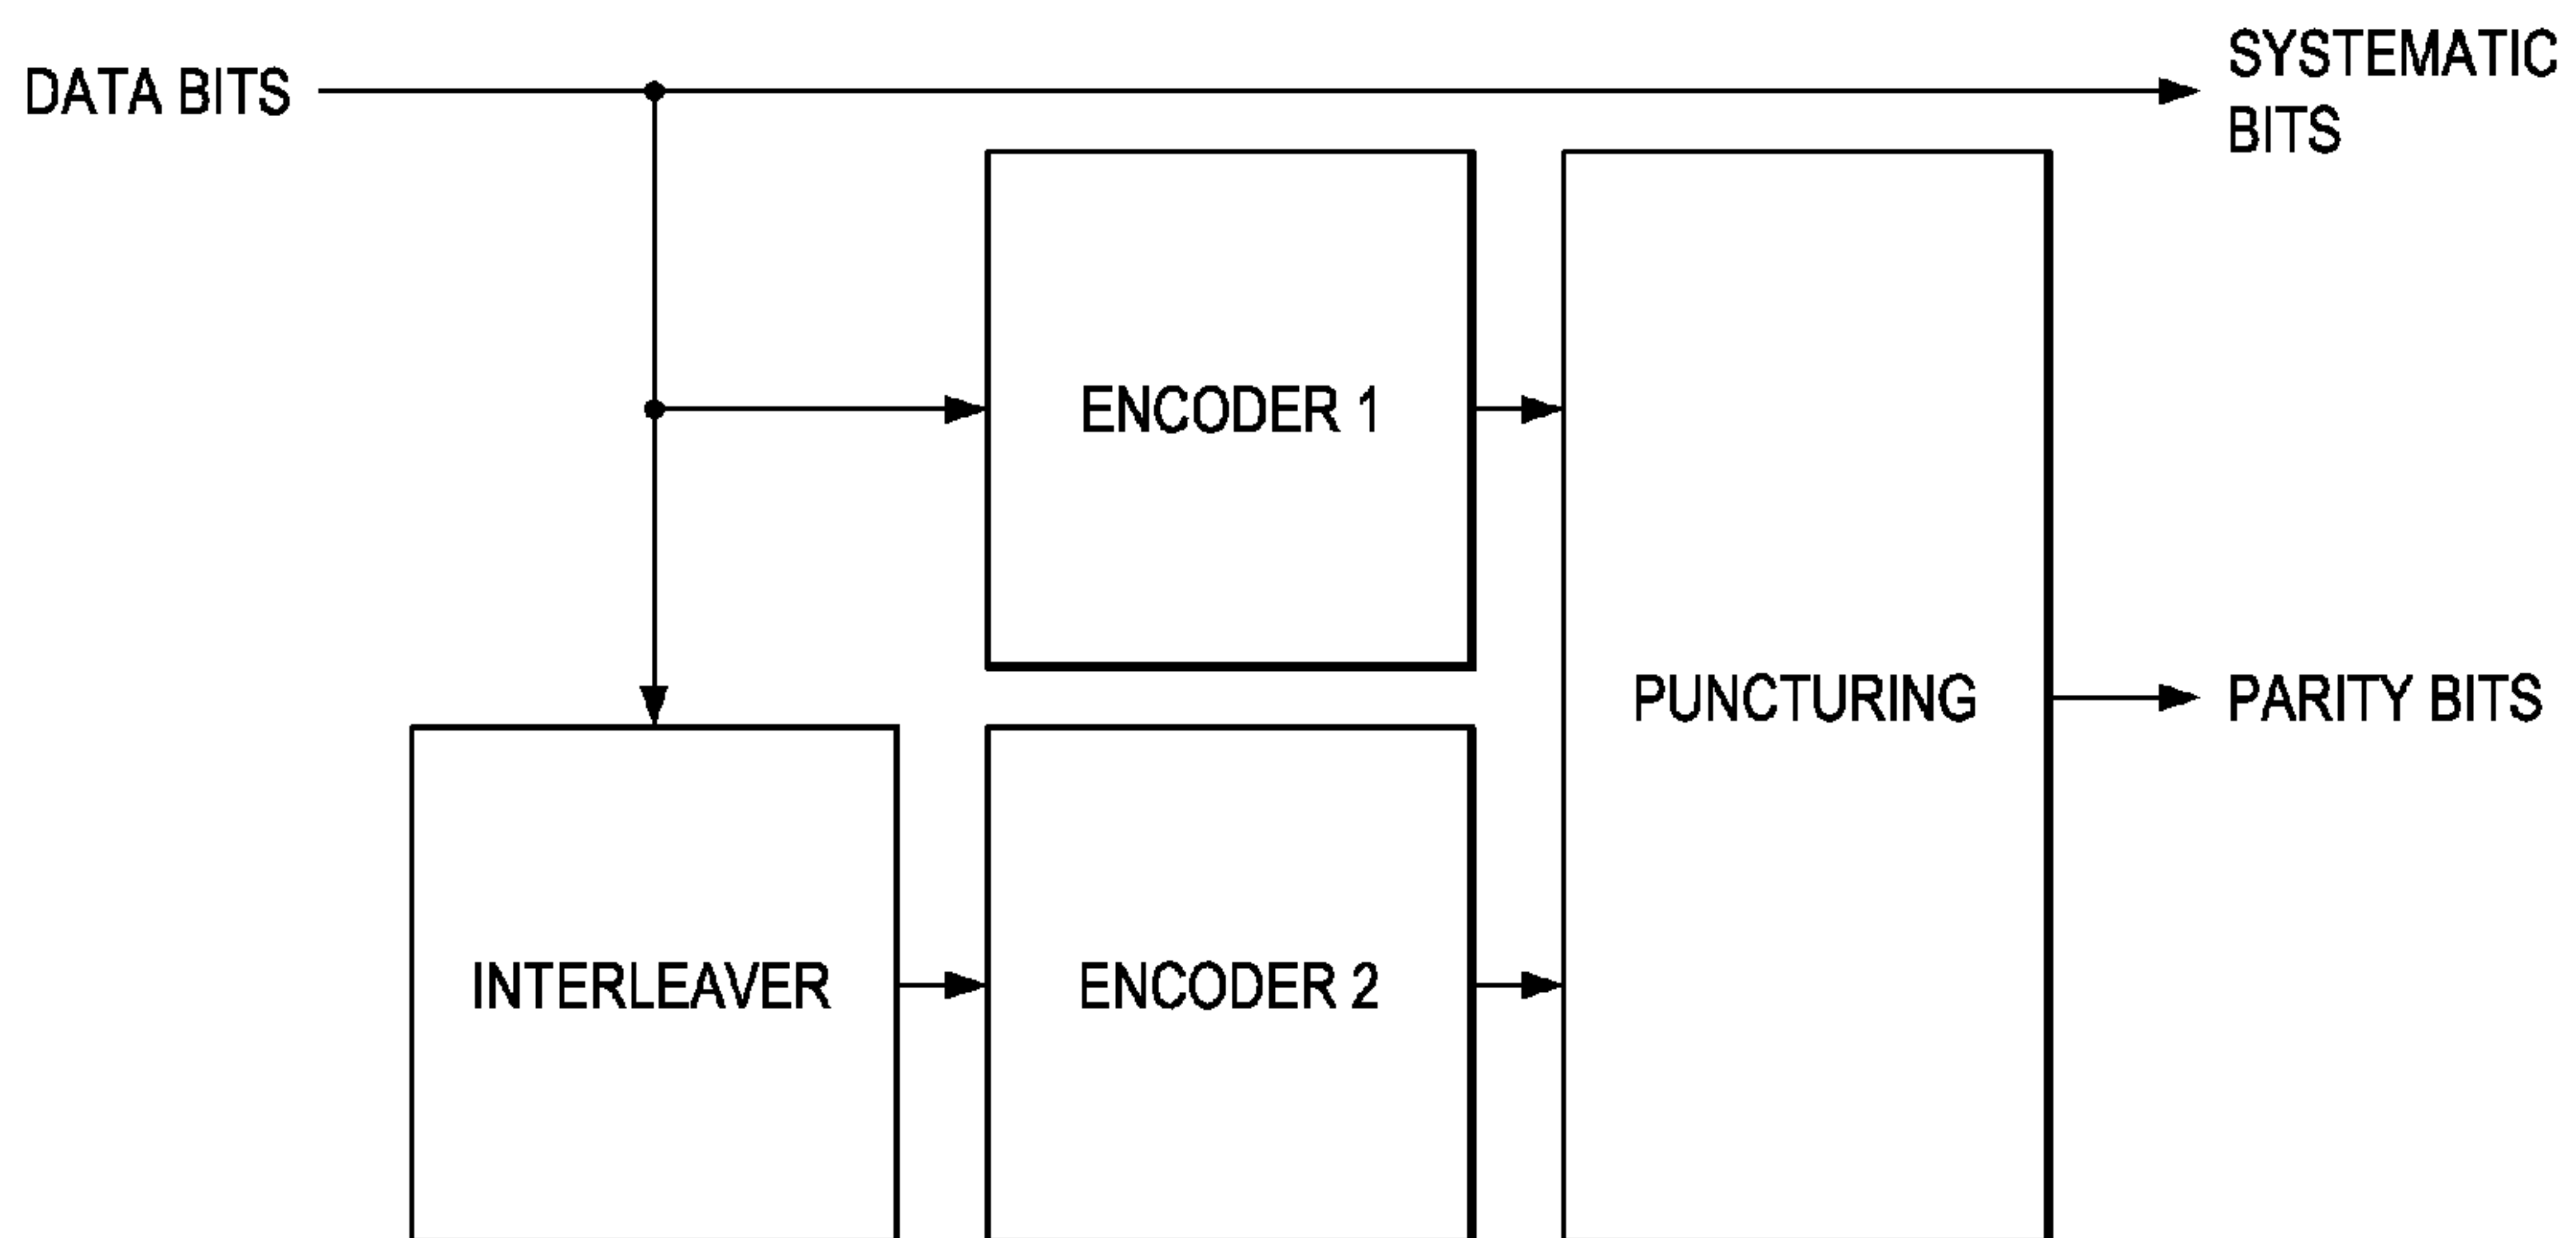 DATA BITS
SYSTEMATIC
BITS
ENCODER 1
PUNCTURING
PARITY BITS
INTERLEAVER
ENCODER 2